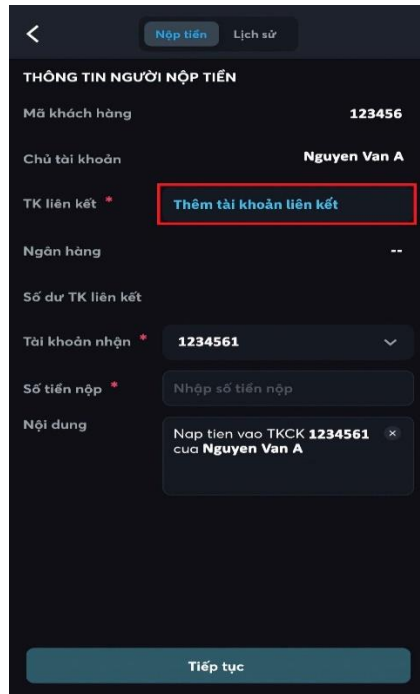 Nộp tiền Lịch sử
THÔNG TIN NGƯỜI NỘP TIỀN
Mã khách hàng 123456
Chủ tài khoản Nguyen Van A
TK liên kết * Thêm tài khoản liên kết
Ngân hàng --
Số dư TK liên kết
Tài khoản nhận * 1234561
Số tiền nộp * Nhập số tiền nộp
Nội dung
Nap tien vao TKCK 1234561
cua Nguyen Van A
Tiếp tục